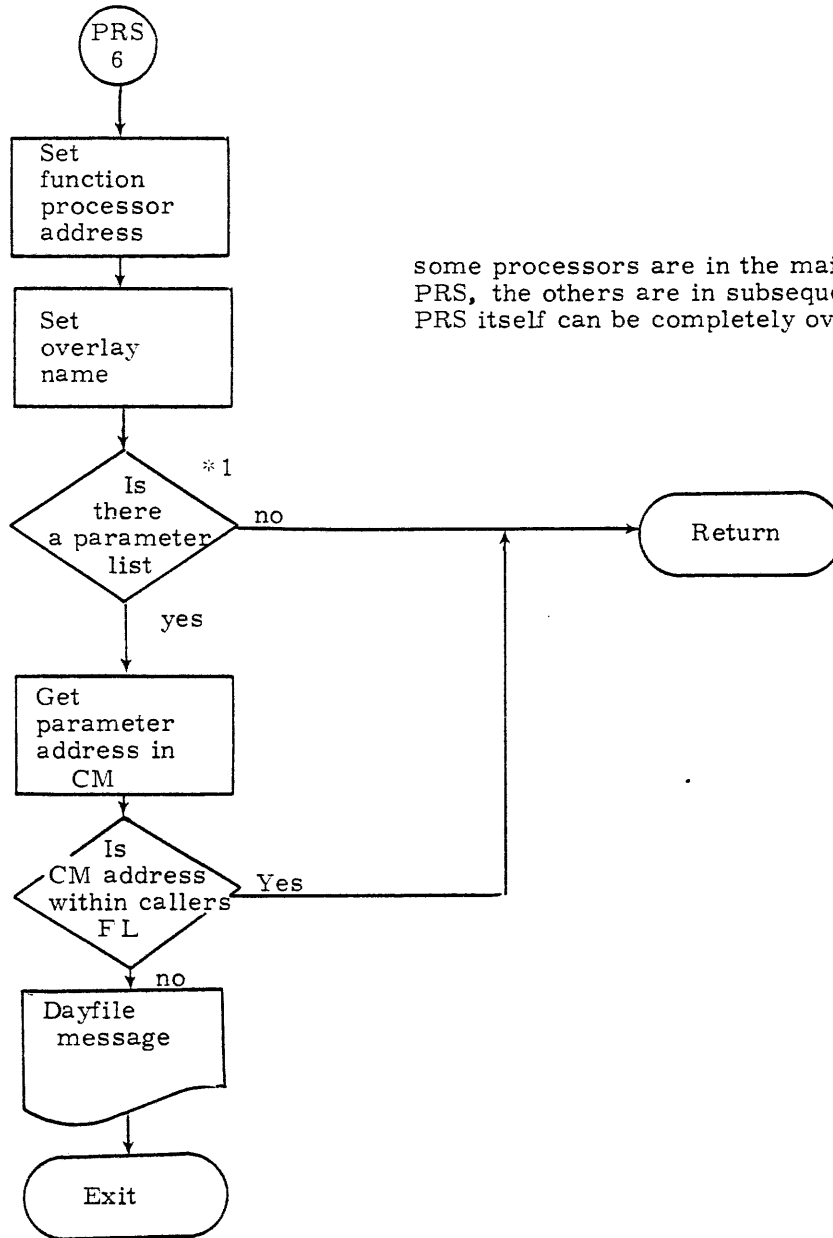 PRS
6
Set
function
processor
address
some processors are in the mai
PRS, the others are in subseque
PRS itself can be completely ov
Set
overlay
name
*1
Is
there
a parameter
list
no
Return
yes
Get
parameter
address in
CM
Is
CM address
within callers
FL
Yes
no
Dayfile
message
Exit